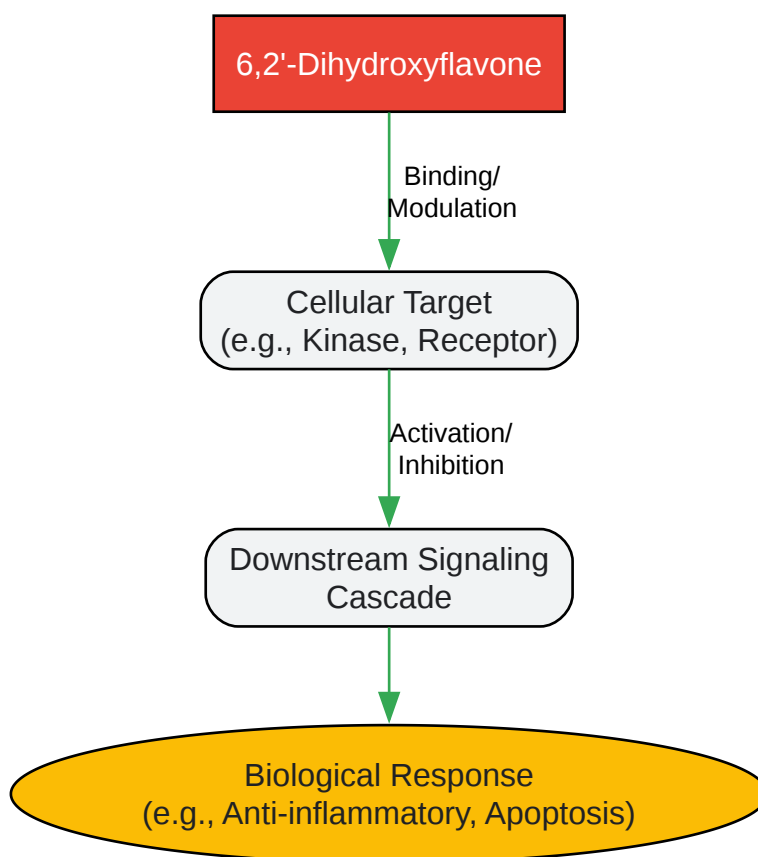 6,2'-Dihydroxyflavone
Binding/
Modulation
Cellular Target
(e.g., Kinase, Receptor)
Activation/
Inhibition
Downstream Signaling
Cascade
Biological Response
(e.g., Anti-inflammatory, Apoptosis)